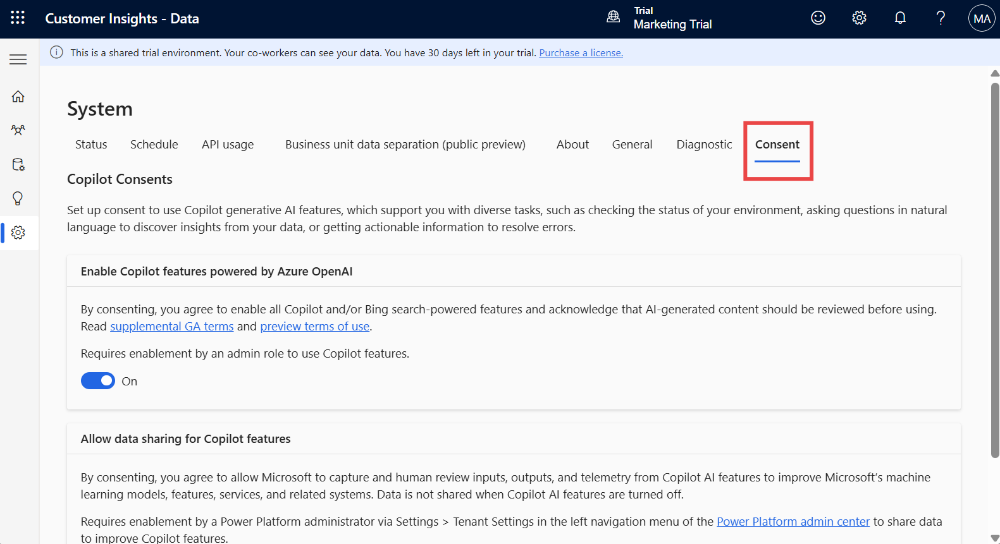 Customer Insights - Data
Trial
Marketing Trial
MA
This is a shared trial environment. Your co-workers can see your data. You have 30 days left in your trial. Purchase a license.
System
Status Schedule API usage Business unit data separation (public preview) About General Diagnostic Consent
Copilot Consents
Set up consent to use Copilot generative AI features, which support you with diverse tasks, such as checking the status of your environment, asking questions in natural
language to discover insights from your data, or getting actionable information to resolve errors.
Enable Copilot features powered by Azure OpenAI
By consenting, you agree to enable all Copilot and/or Bing search-powered features and acknowledge that AI-generated content should be reviewed before using.
Read supplemental GA terms and preview terms of use.
Requires enablement by an admin role to use Copilot features.
On
Allow data sharing for Copilot features
By consenting, you agree to allow Microsoft to capture and human review inputs, outputs, and telemetry from Copilot AI features to improve Microsoft's machine
learning models, features, services, and related systems. Data is not shared when Copilot AI features are turned off.
Requires enablement by a Power Platform administrator via Settings > Tenant Settings in the left navigation menu of the Power Platform admin center to share data
to improve Copilot features.